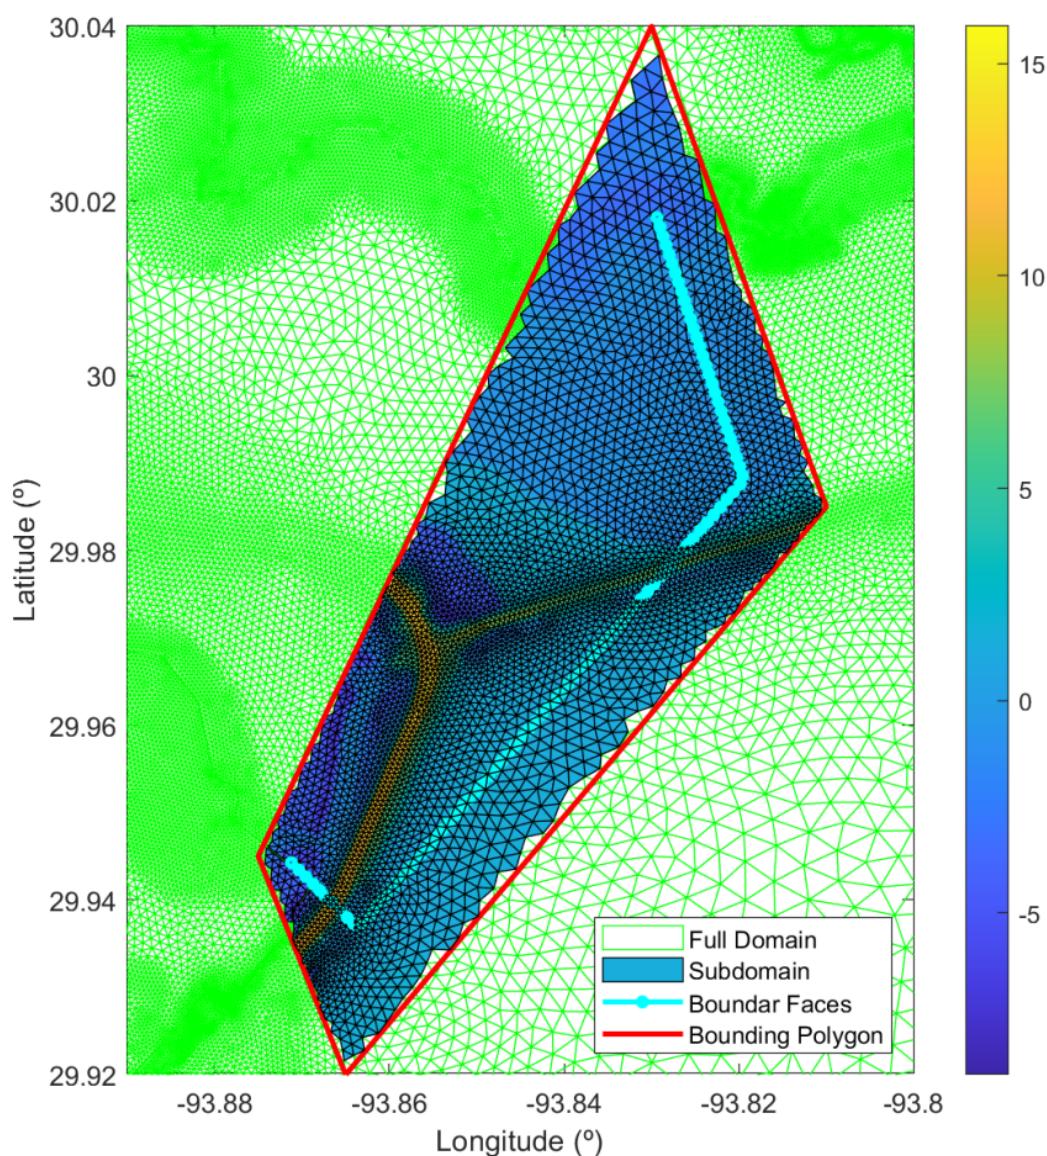 30.04
30.02
30
29.98
29.96
29.94
29.92
Latitude (º)
-93.88
-93.86
-93.84
-93.82
-93.8
Longitude (º)
Full Domain
Subdomain
Boundar Faces
Bounding Polygon
15
10
5
0
-5